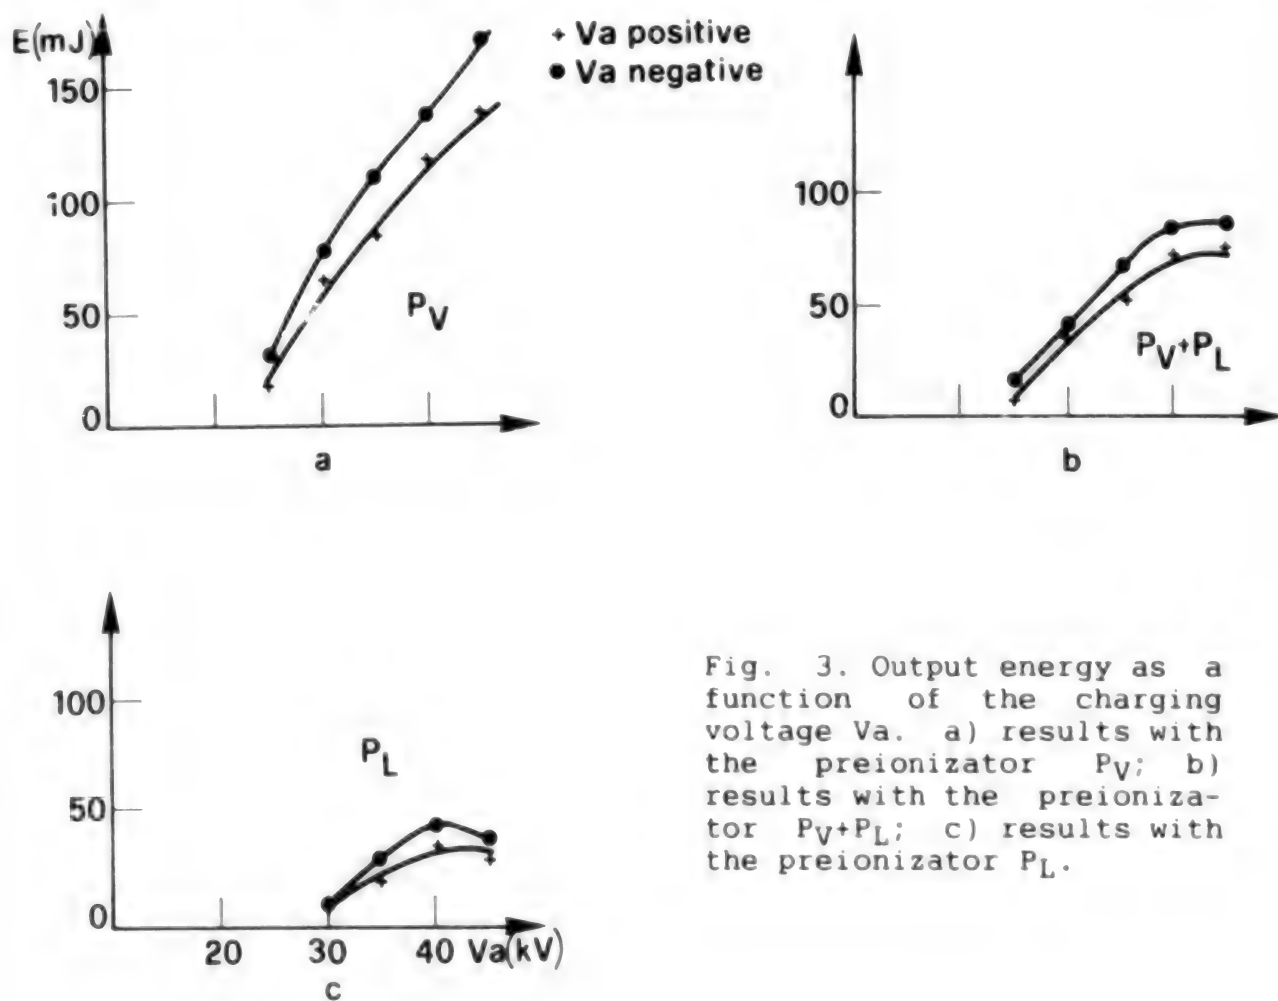 E(mJ)
+ Va positive
● Va negative
150
100
50
0
PV
a
100
50
0
PV+PL
b
100
50
0
PL
20 30 40 Va(kV)
c
Fig. 3. Output energy as a
function of the charging
voltage Va. a) results with
the preionizator PV; b)
results with the preioniza-
tor PV+PL; c) results with
the preionizator PL.